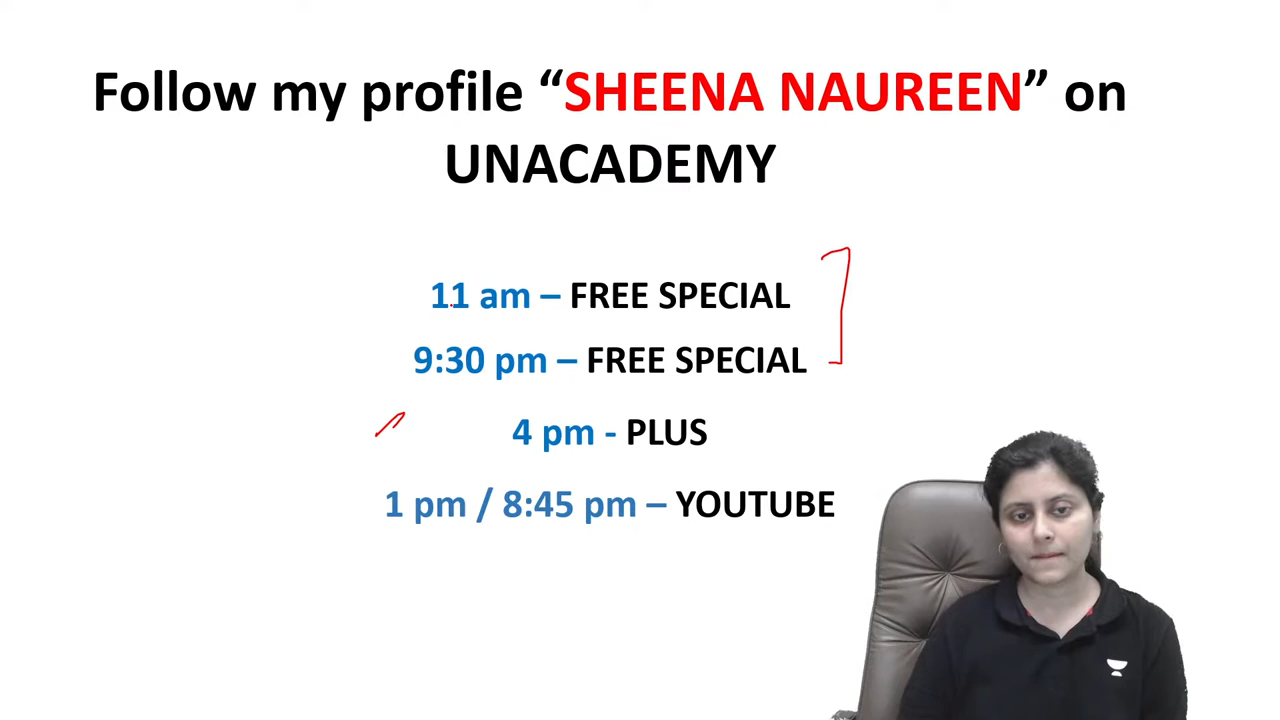 Follow my profile “SHEENA NAUREEN” on
UNACADEMY
11 am – FREE SPECIAL
9:30 pm – FREE SPECIAL
4 pm - PLUS
1 pm / 8:45 pm – YOUTUBE